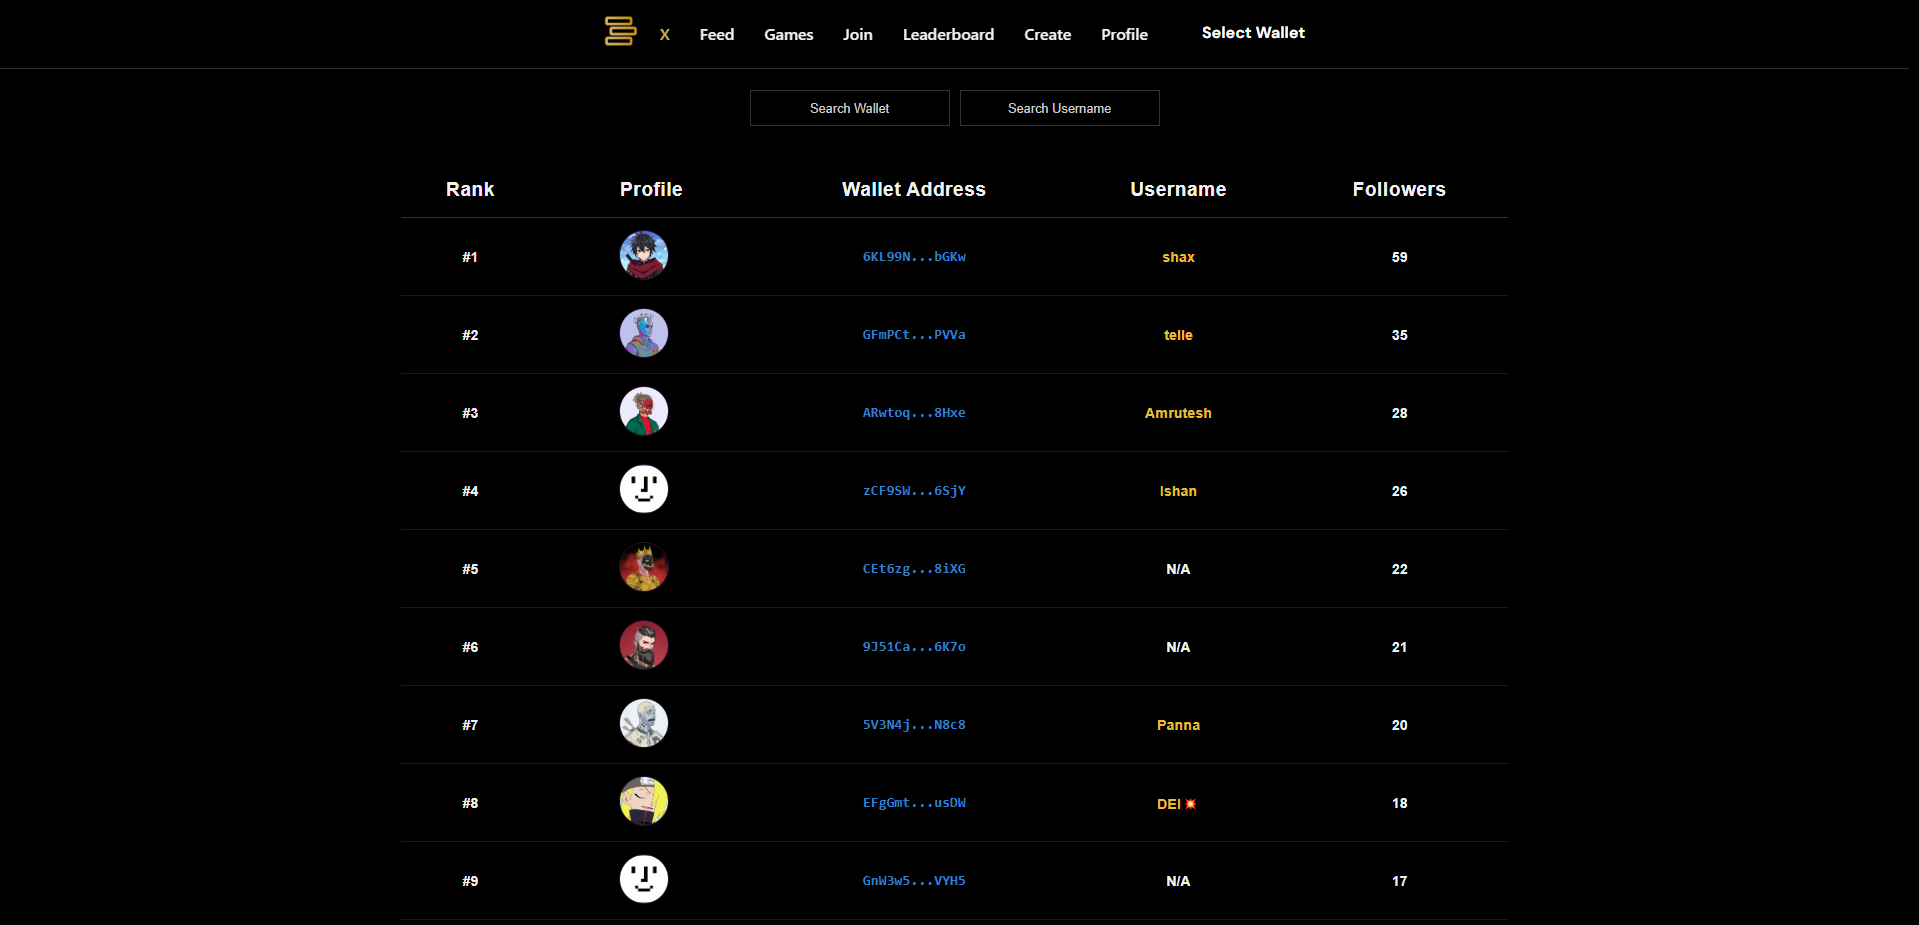 X Feed Games Join Leaderboard Create Profile Select Wallet
Search Wallet Search Username
Rank Profile Wallet Address Username Followers
#1 6KL99N...bGKw shax 59
#2 GFmPCt...PVVa telle 35
#3 ARwtoq...8Hxe Amrutesh 28
#4 zCF9SW...6SjY Ishan 26
#5 CEt6zg...8iXG N/A 22
#6 9J51Ca...6K7o N/A 21
#7 5V3N4j...N8c8 Panna 20
#8 EFgGmt...usDW DEI💥 18
#9 GnW3w5...VYH5 N/A 17